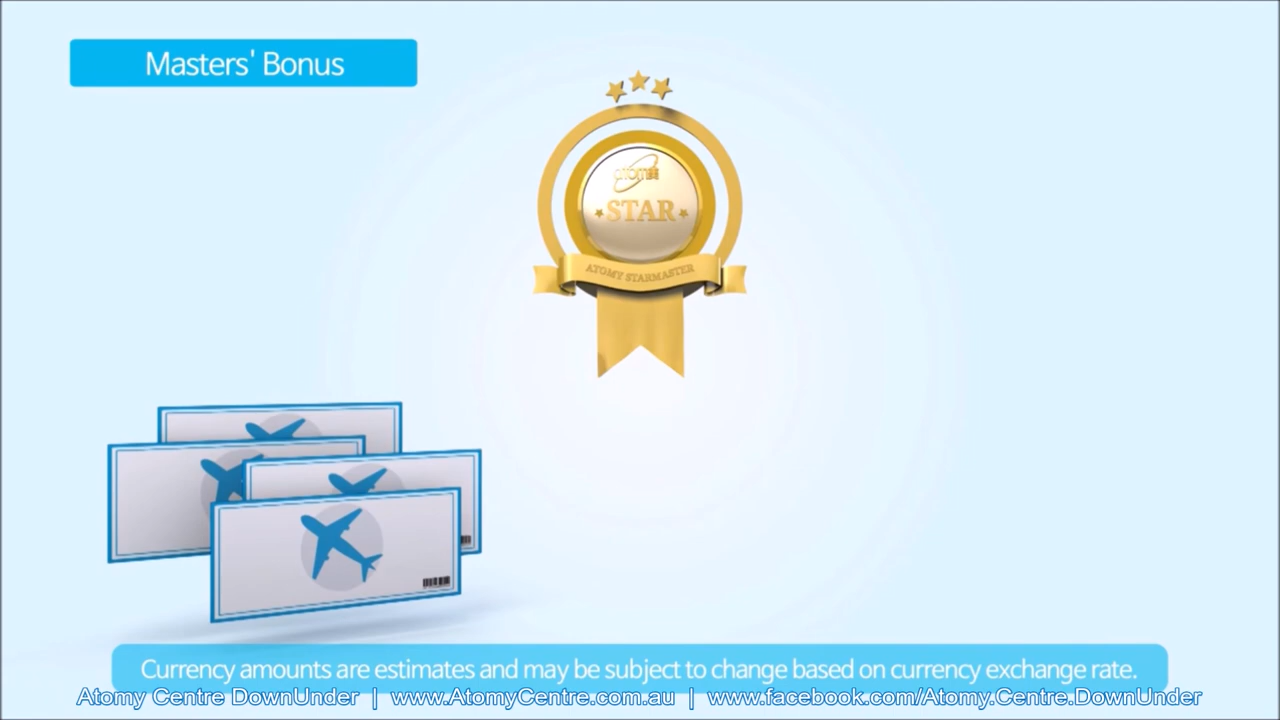 Masters' Bonus
atomy
STAR
ATOMY STARMASTER
Currency amounts are estimates and may be subject to change based on currency exchange rate.
Atomy Centre DownUnder | www.AtomyCentre.com.au | www.facebook.com/Atomy.Centre.DownUnder